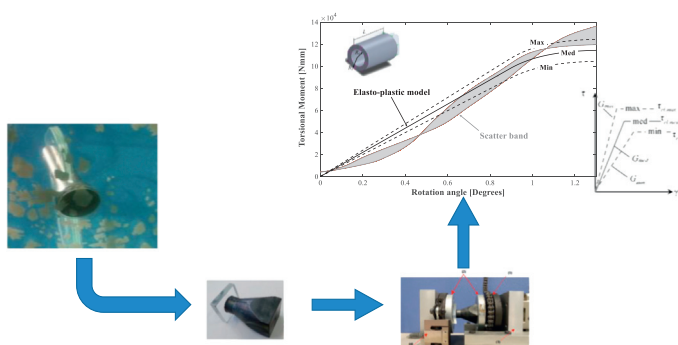 × 10⁴
14
12
10
8
6
4
2
0
Torsional Moment [Nmm]
L
Max
Med
Min
Elasto-plastic model
Scatter band
0 0.2 0.4 0.6 0.8 1 1.2
Rotation angle [Degrees]
τ
max
med
min
G
γ